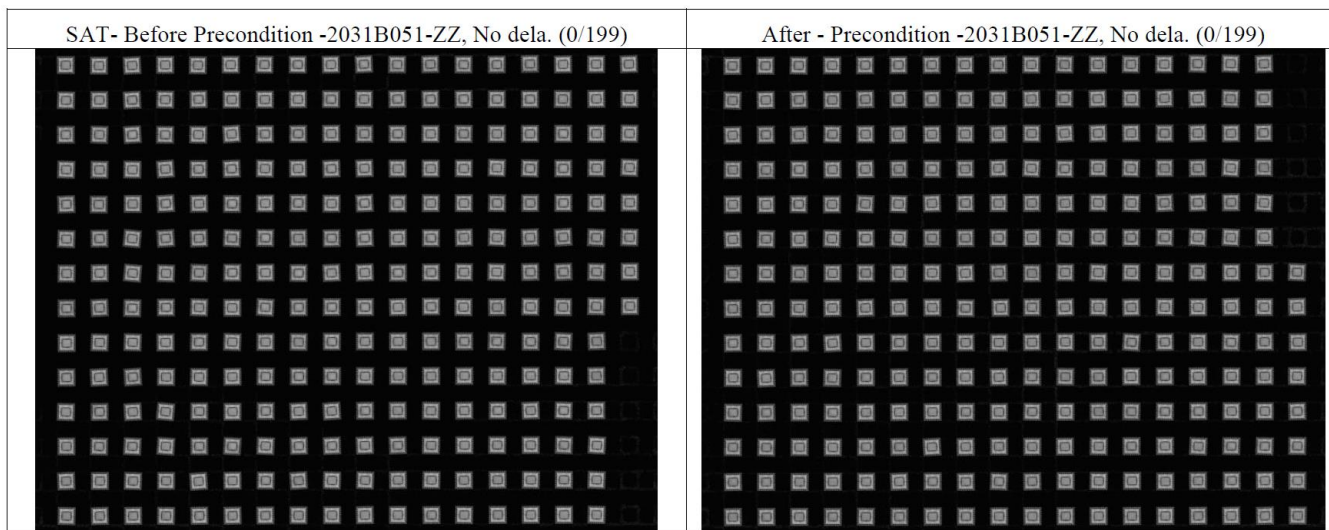 SAT- Before Precondition -2031B051-ZZ, No dela. (0/199)
After - Precondition -2031B051-ZZ, No dela. (0/199)